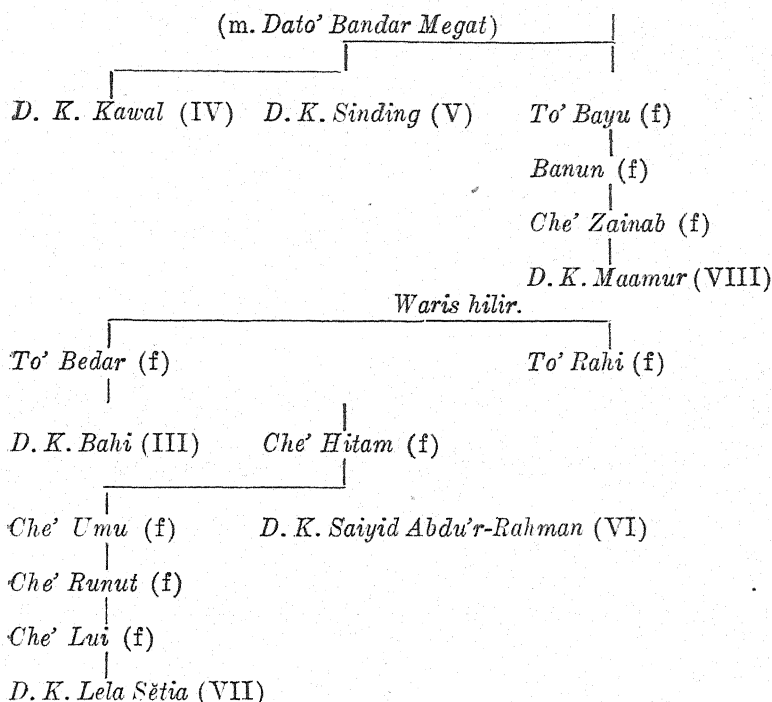 (m. Dato' Bandar Megat)
D. K. Kawal (IV) D. K. Sinding (V) To' Bayu (f)
Banun (f)
Che' Zainab (f)
D. K. Maamur (VIII)
Waris hilir.
To' Bedar (f) To' Rahi (f)
D. K. Bahi (III) Che' Hitam (f)
Che' Umu (f) D. K. Saiyid Abdu'r-Rahman (VI)
Che' Runut (f)
Che' Lui (f)
D. K. Lela Sĕtia (VII)